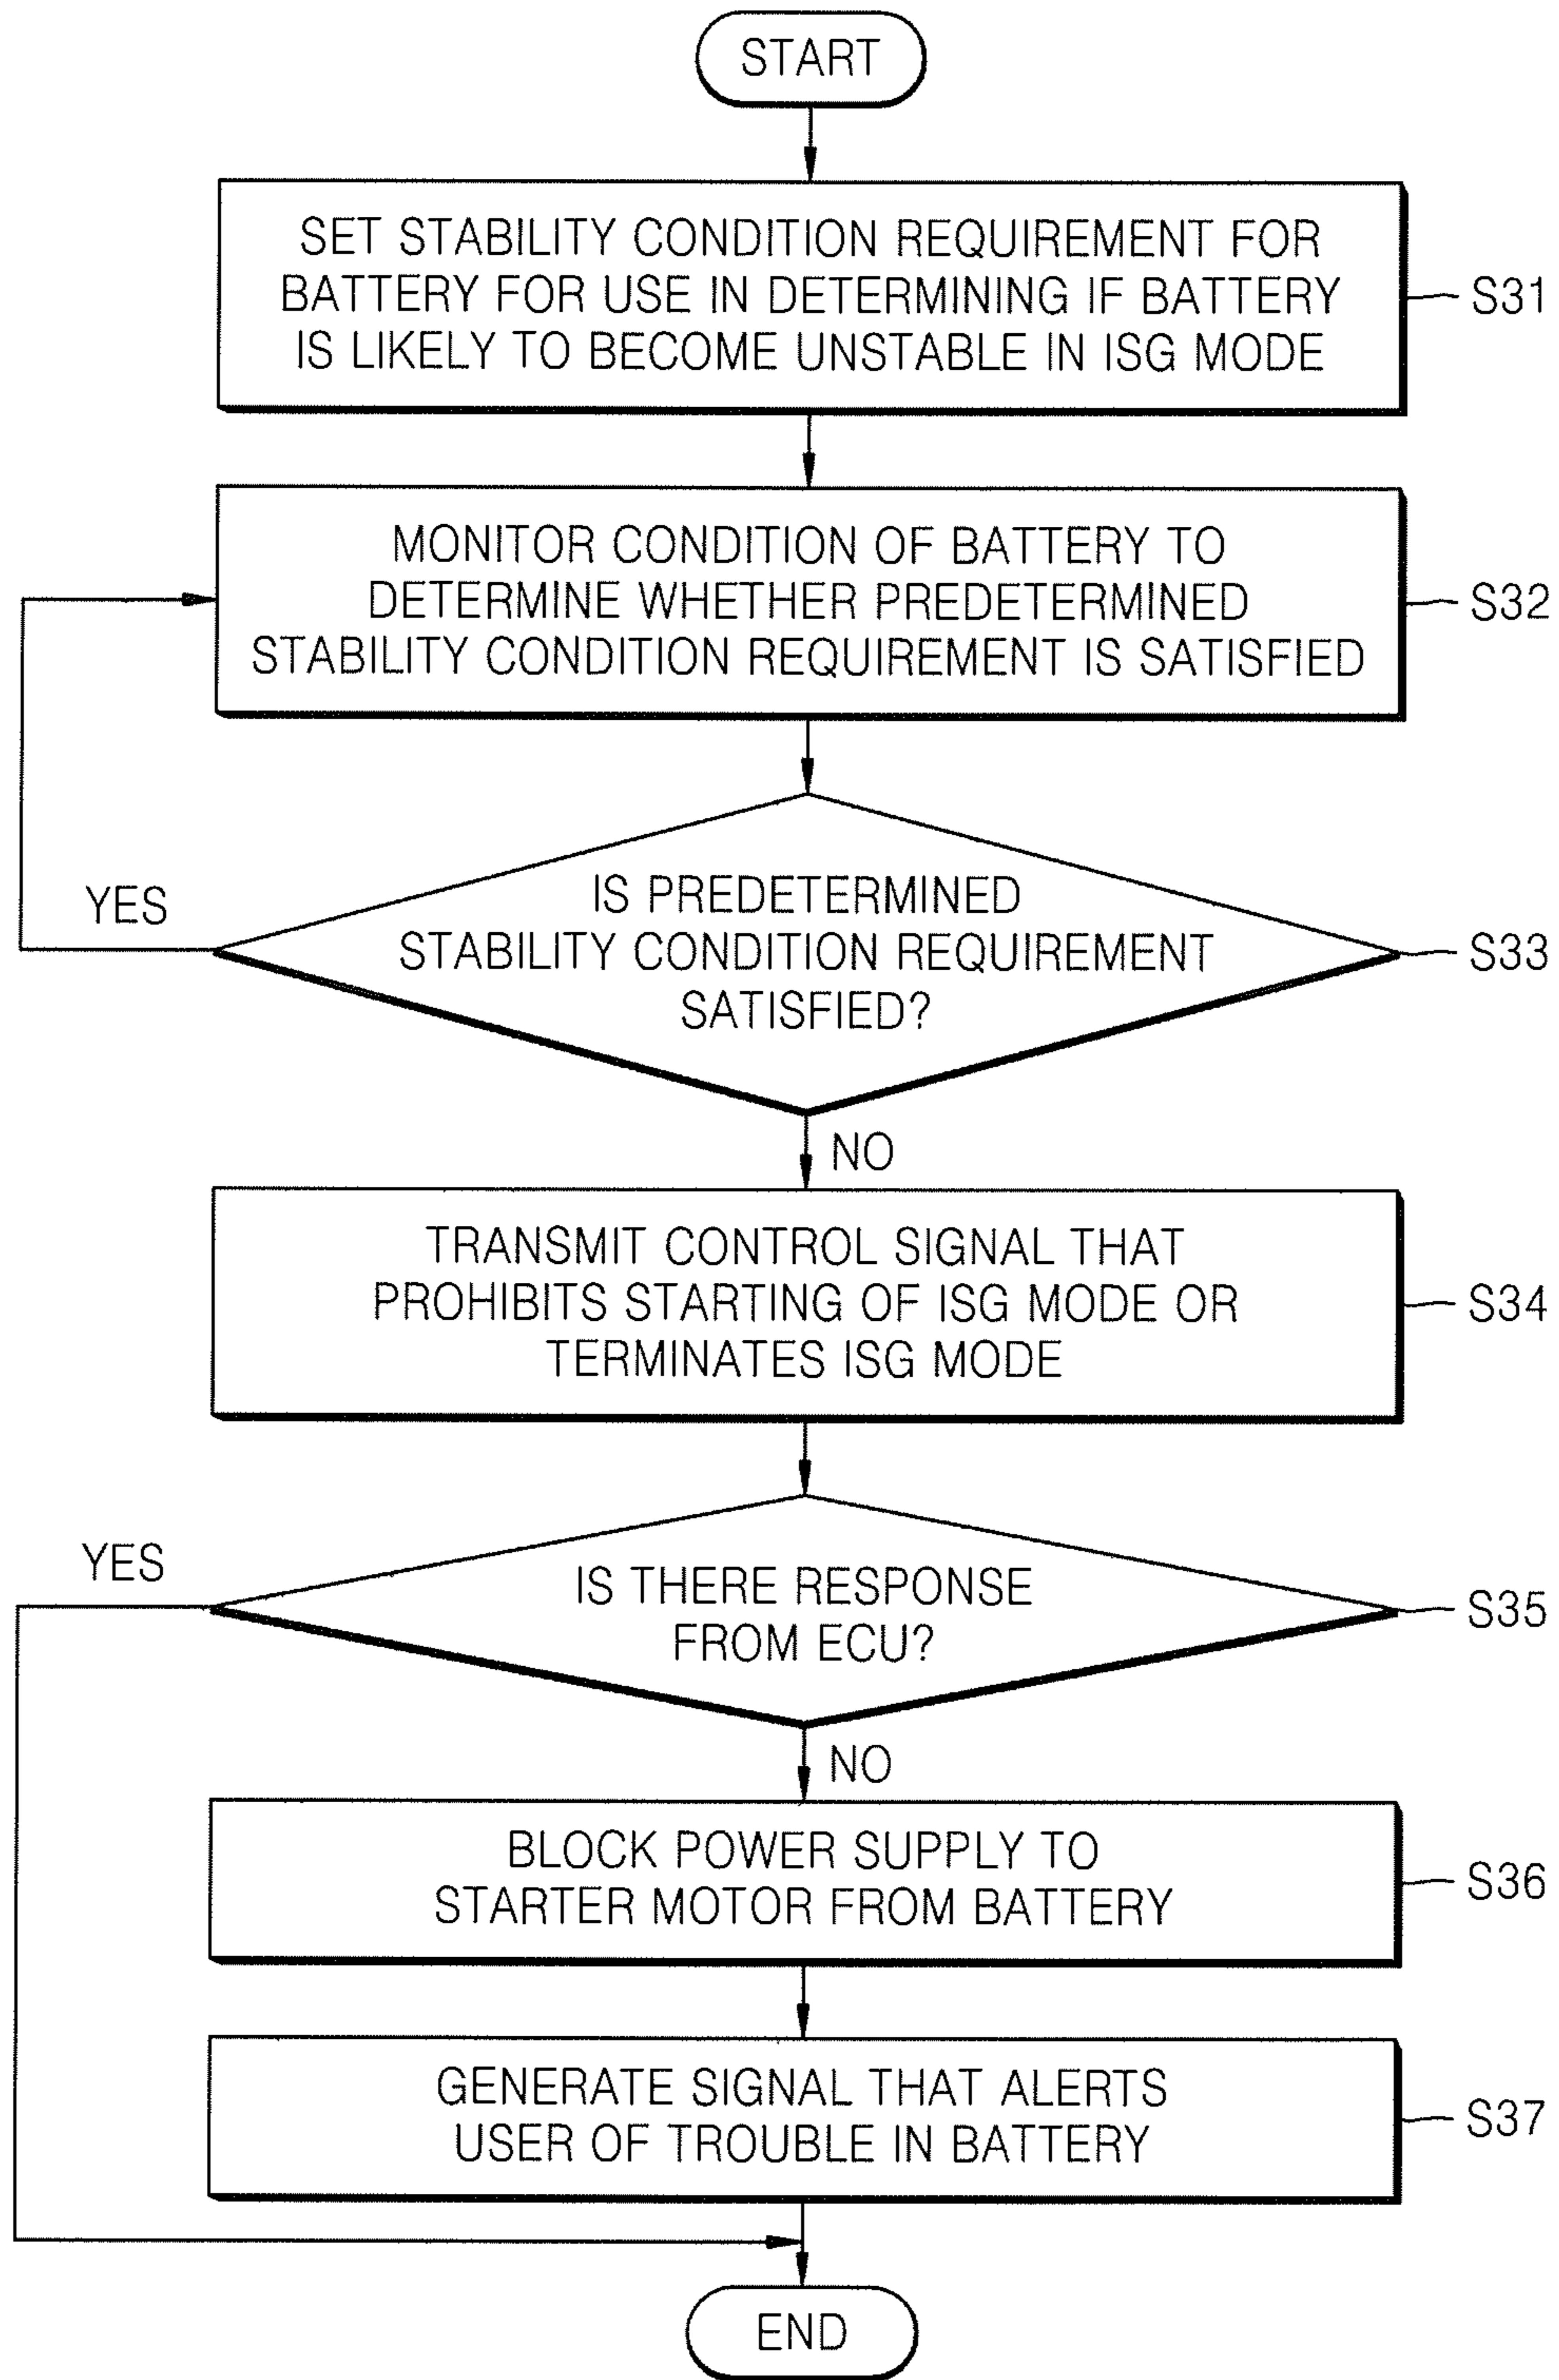 START
SET STABILITY CONDITION REQUIREMENT FOR
BATTERY FOR USE IN DETERMINING IF BATTERY
IS LIKELY TO BECOME UNSTABLE IN ISG MODE
S31
MONITOR CONDITION OF BATTERY TO
DETERMINE WHETHER PREDETERMINED
STABILITY CONDITION REQUIREMENT IS SATISFIED
S32
YES
IS PREDETERMINED
STABILITY CONDITION REQUIREMENT
SATISFIED?
S33
NO
TRANSMIT CONTROL SIGNAL THAT
PROHIBITS STARTING OF ISG MODE OR
TERMINATES ISG MODE
S34
YES
IS THERE RESPONSE
FROM ECU?
S35
NO
BLOCK POWER SUPPLY TO
STARTER MOTOR FROM BATTERY
S36
GENERATE SIGNAL THAT ALERTS
USER OF TROUBLE IN BATTERY
S37
END